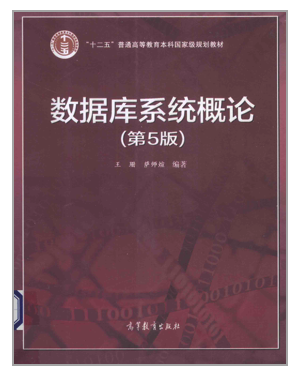 “十二五”普通高等教育本科国家级规划教材
数据库系统概论
(第5版)
王 珊 萨师煊 编著
高等教育出版社